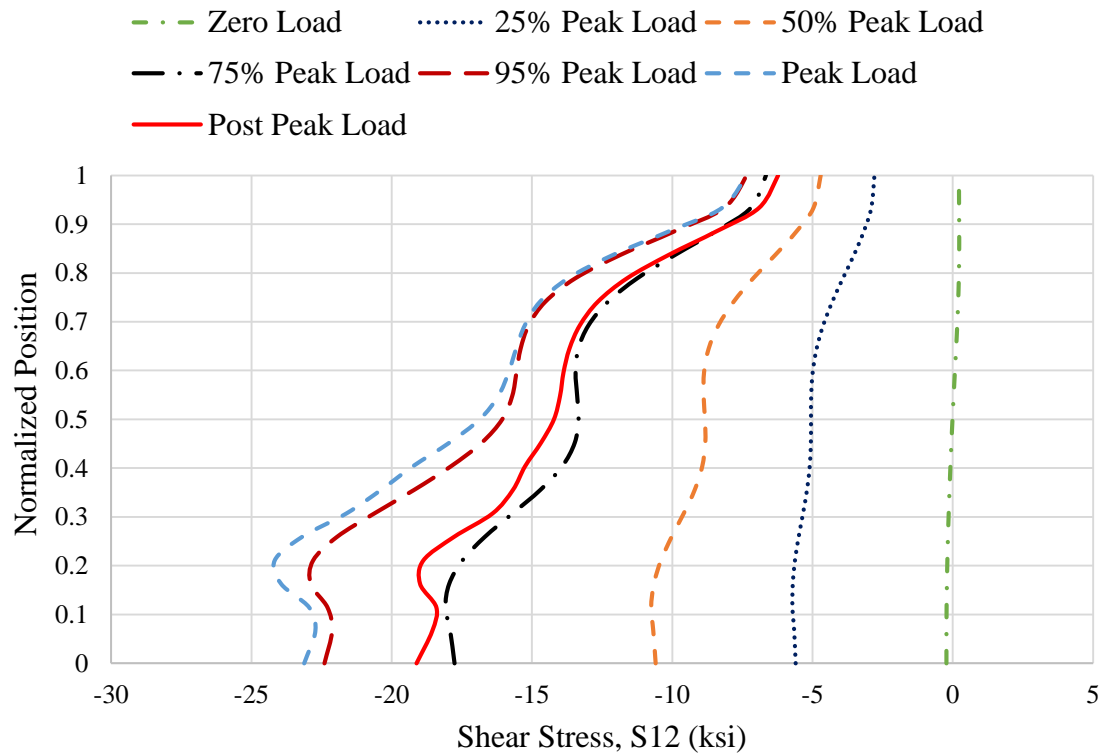 Zero Load 25% Peak Load 50% Peak Load
75% Peak Load 95% Peak Load Peak Load
Post Peak Load
1
0.9
0.8
0.7
0.6
0.5
0.4
0.3
0.2
0.1
0
Normalized Position
-30 -25 -20 -15 -10 -5 0 5
Shear Stress, S12 (ksi)